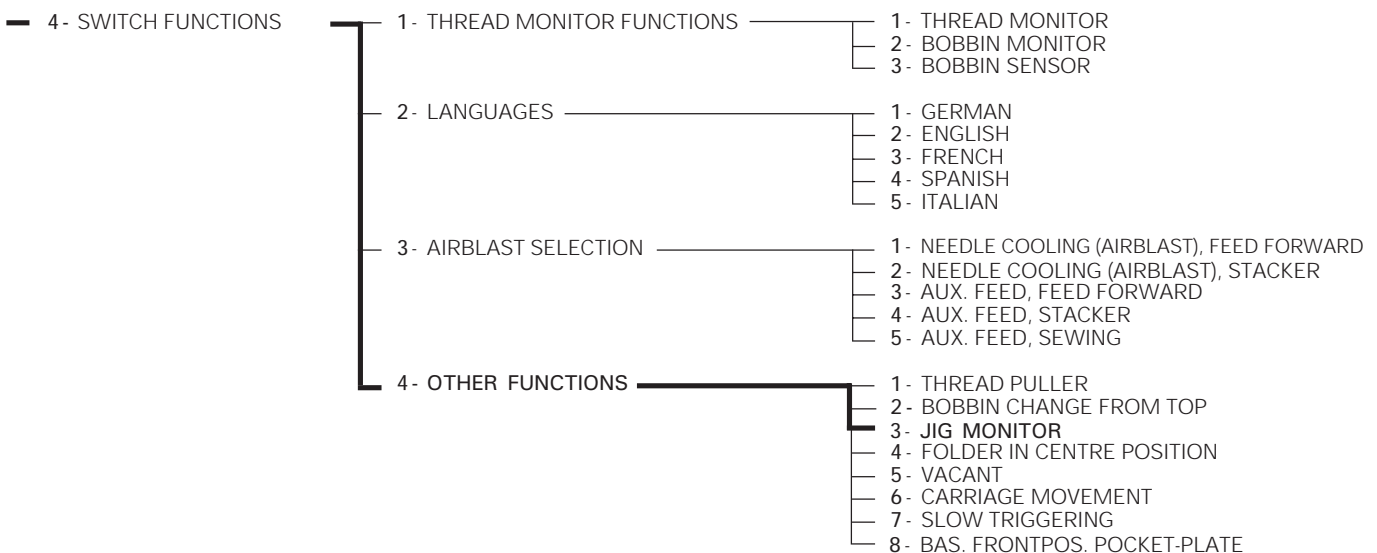 4- SWITCH FUNCTIONS
1- THREAD MONITOR FUNCTIONS
1- THREAD MONITOR
2- BOBBIN MONITOR
3- BOBBIN SENSOR
2- LANGUAGES
1- GERMAN
2- ENGLISH
3- FRENCH
4- SPANISH
5- ITALIAN
3- AIRBLAST SELECTION
1- NEEDLE COOLING (AIRBLAST), FEED FORWARD
2- NEEDLE COOLING (AIRBLAST), STACKER
3- AUX. FEED, FEED FORWARD
4- AUX. FEED, STACKER
5- AUX. FEED, SEWING
4- OTHER FUNCTIONS
1- THREAD PULLER
2- BOBBIN CHANGE FROM TOP
3- JIG MONITOR
4- FOLDER IN CENTRE POSITION
5- VACANT
6- CARRIAGE MOVEMENT
7- SLOW TRIGGERING
8- BAS. FRONTPOS. POCKET-PLATE